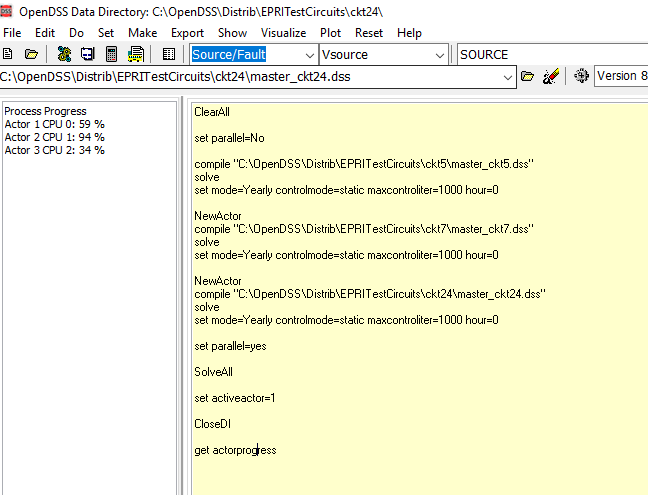 OpenDSS Data Directory: C:\OpenDSS\Distrib\EPRITestCircuits\ckt24\
File Edit Do Set Make Export Show Visualize Plot Reset Help
Source/Fault Vsource SOURCE
C:\OpenDSS\Distrib\EPRITestCircuits\ckt24\master_ckt24.dss Version 8
Process Progress
Actor 1 CPU 0: 59 %
Actor 2 CPU 1: 94 %
Actor 3 CPU 2: 34 %
ClearAll
set parallel=No
compile "C:\OpenDSS\Distrib\EPRITestCircuits\ckt5\master_ckt5.dss"
solve
set mode=Yearly controlmode=static maxcontroliter=1000 hour=0
NewActor
compile "C:\OpenDSS\Distrib\EPRITestCircuits\ckt7\master_ckt7.dss"
solve
set mode=Yearly controlmode=static maxcontroliter=1000 hour=0
NewActor
compile "C:\OpenDSS\Distrib\EPRITestCircuits\ckt24\master_ckt24.dss"
solve
set mode=Yearly controlmode=static maxcontroliter=1000 hour=0
set parallel=yes
SolveAll
set activeactor=1
CloseDI
get actorprogress